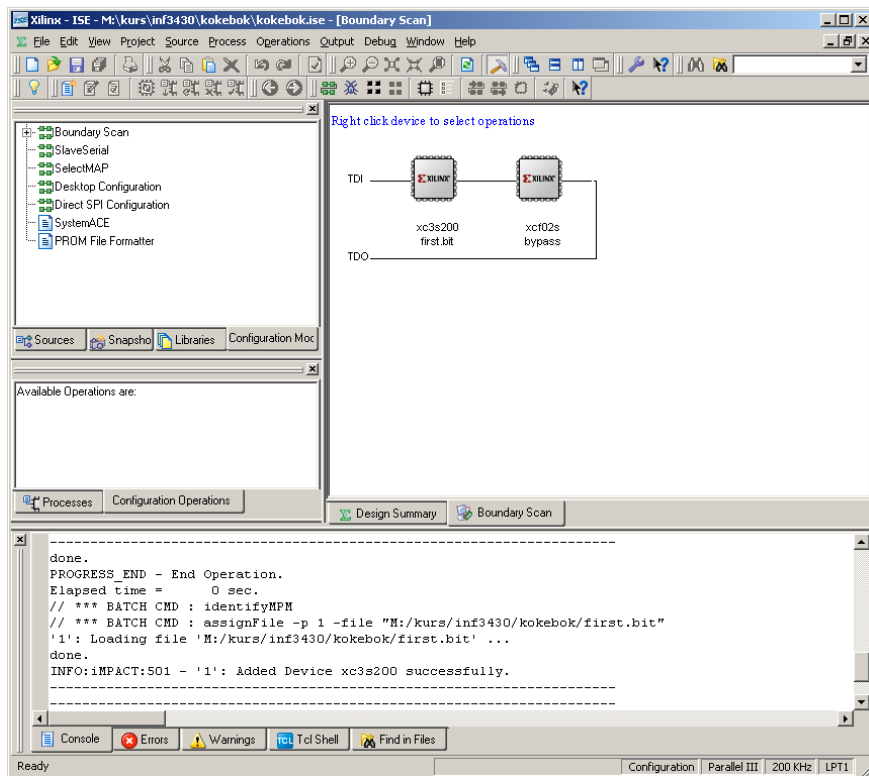 Xilinx - ISE - M:\kurs\inf3430\kokebok\kokebok.ise - [Boundary Scan]
File Edit View Project Source Process Operations Output Debug Window Help
Boundary Scan
SlaveSerial
SelectMAP
Desktop Configuration
Direct SPI Configuration
SystemACE
PROM File Formatter
Sources Snapsho Libraries Configuration Moc
Available Operations are:
Processes Configuration Operations
Right click device to select operations
TDI
XILINX XILINX
xc3s200 xcf02s
first.bit bypass
TDO
Design Summary Boundary Scan
----------------------------------------------------------------------
done.
PROGRESS_END - End Operation.
Elapsed time =      0 sec.
// *** BATCH CMD : identifyMPM
// *** BATCH CMD : assignFile -p 1 -file "M:/kurs/inf3430/kokebok/first.bit"
'1': Loading file 'M:/kurs/inf3430/kokebok/first.bit' ...
done.
INFO:iMPACT:501 - '1': Added Device xc3s200 successfully.
----------------------------------------------------------------------
----------------------------------------------------------------------
Console Errors Warnings TCL Tcl Shell Find in Files
Ready Configuration Parallel III 200 KHz LPT1